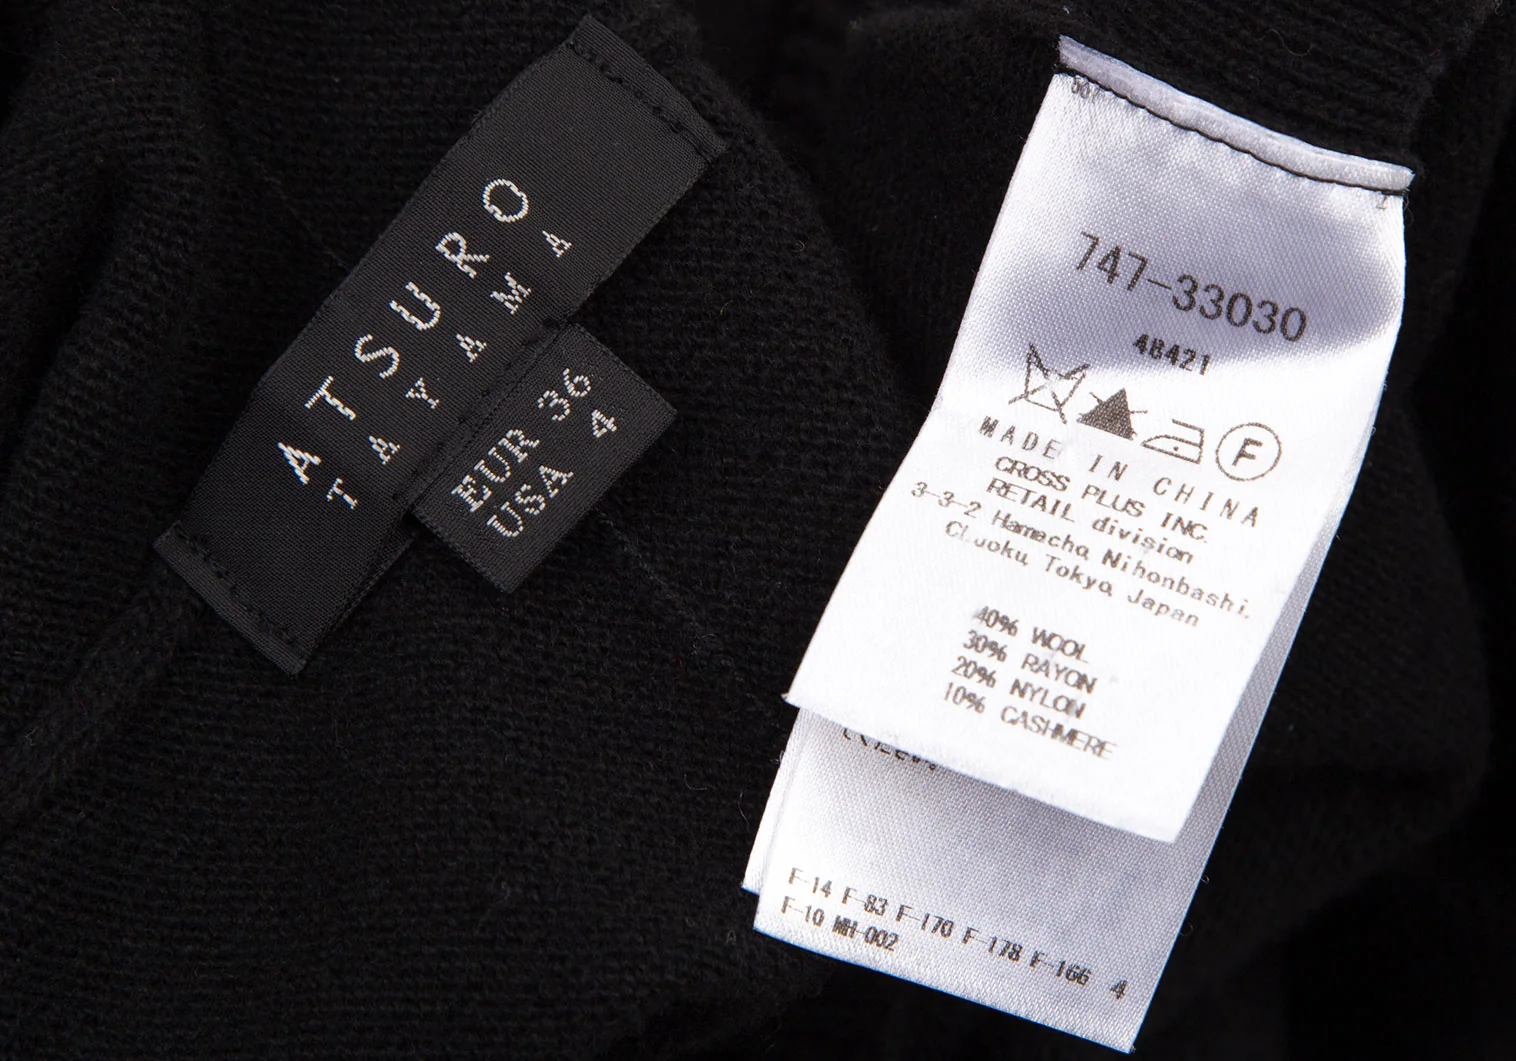 ATSURO
TAYAMA
EUR 36
USA 4
747-33030
48421
F
MADE IN CHINA
CROSS PLUS INC.
RETAIL division
3-3-2 Hamacho, Nihonbashi,
Chuoku, Tokyo, Japan
40% WOOL
30% RAYON
20% NYLON
10% CASHMERE
F-14 F-83 F-170 F-178 F-166 4
F-10 MH-002